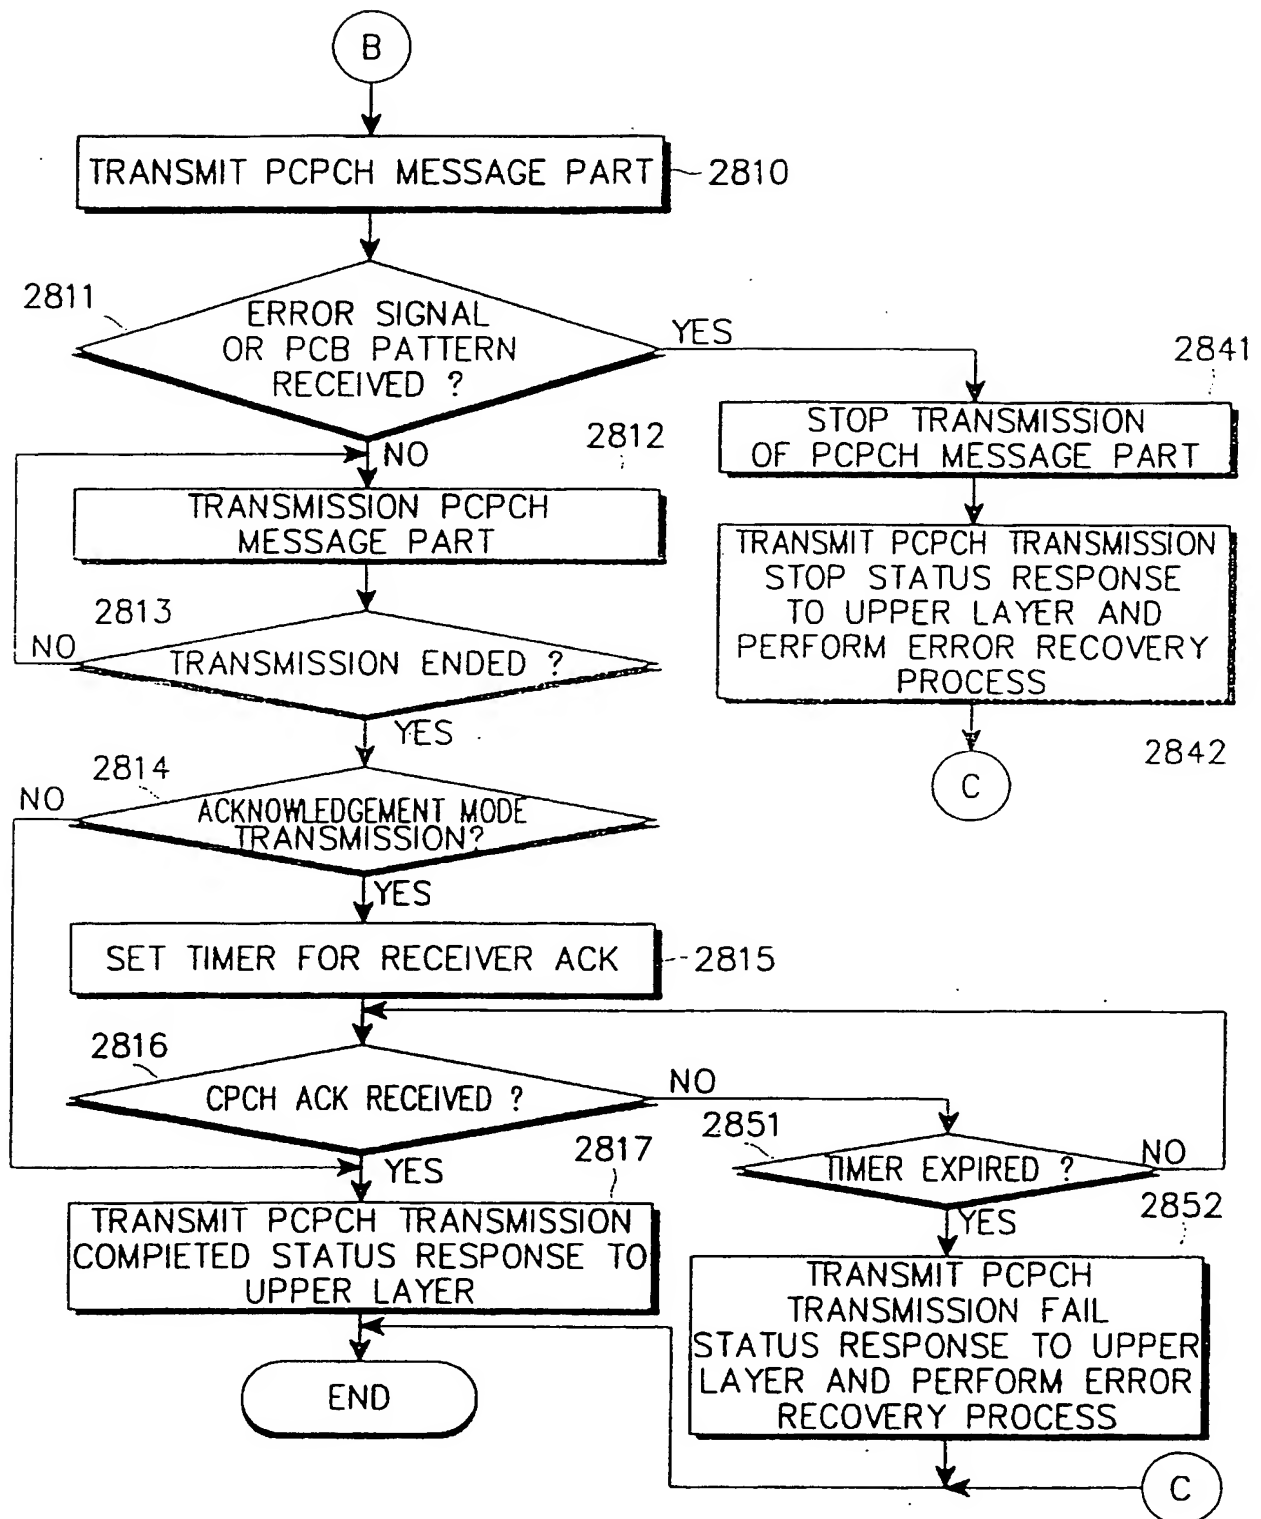 B
TRANSMIT PCPCH MESSAGE PART
2810
2811
ERROR SIGNAL
OR PCB PATTERN
RECEIVED ?
YES
2841
STOP TRANSMISSION
OF PCPCH MESSAGE PART
NO
2812
TRANSMISSION PCPCH
MESSAGE PART
TRANSMIT PCPCH TRANSMISSION
STOP STATUS RESPONSE
TO UPPER LAYER AND
PERFORM ERROR RECOVERY
PROCESS
2842
C
2813
NO
TRANSMISSION ENDED ?
YES
2814
NO
ACKNOWLEDGEMENT MODE
TRANSMISSION?
YES
SET TIMER FOR RECEIVER ACK
2815
2816
CPCH ACK RECEIVED ?
NO
2851
TIMER EXPIRED ?
NO
YES
2817
YES
2852
TRANSMIT PCPCH TRANSMISSION
COMPIETED STATUS RESPONSE TO
UPPER LAYER
TRANSMIT PCPCH
TRANSMISSION FAIL
STATUS RESPONSE TO UPPER
LAYER AND PERFORM ERROR
RECOVERY PROCESS
END
C